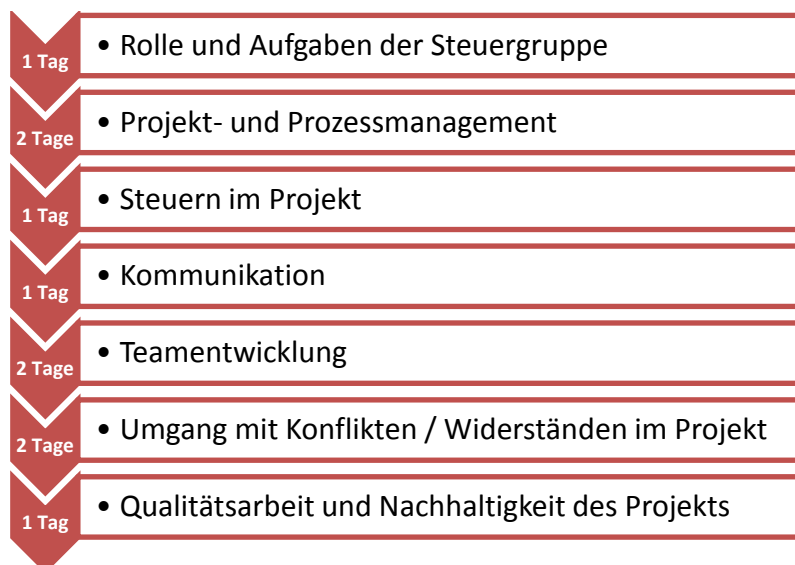 1 Tag
• Rolle und Aufgaben der Steuergruppe
2 Tage
• Projekt- und Prozessmanagement
1 Tag
• Steuern im Projekt
1 Tag
• Kommunikation
2 Tage
• Teamentwicklung
2 Tage
• Umgang mit Konflikten / Widerständen im Projekt
1 Tag
• Qualitätsarbeit und Nachhaltigkeit des Projekts